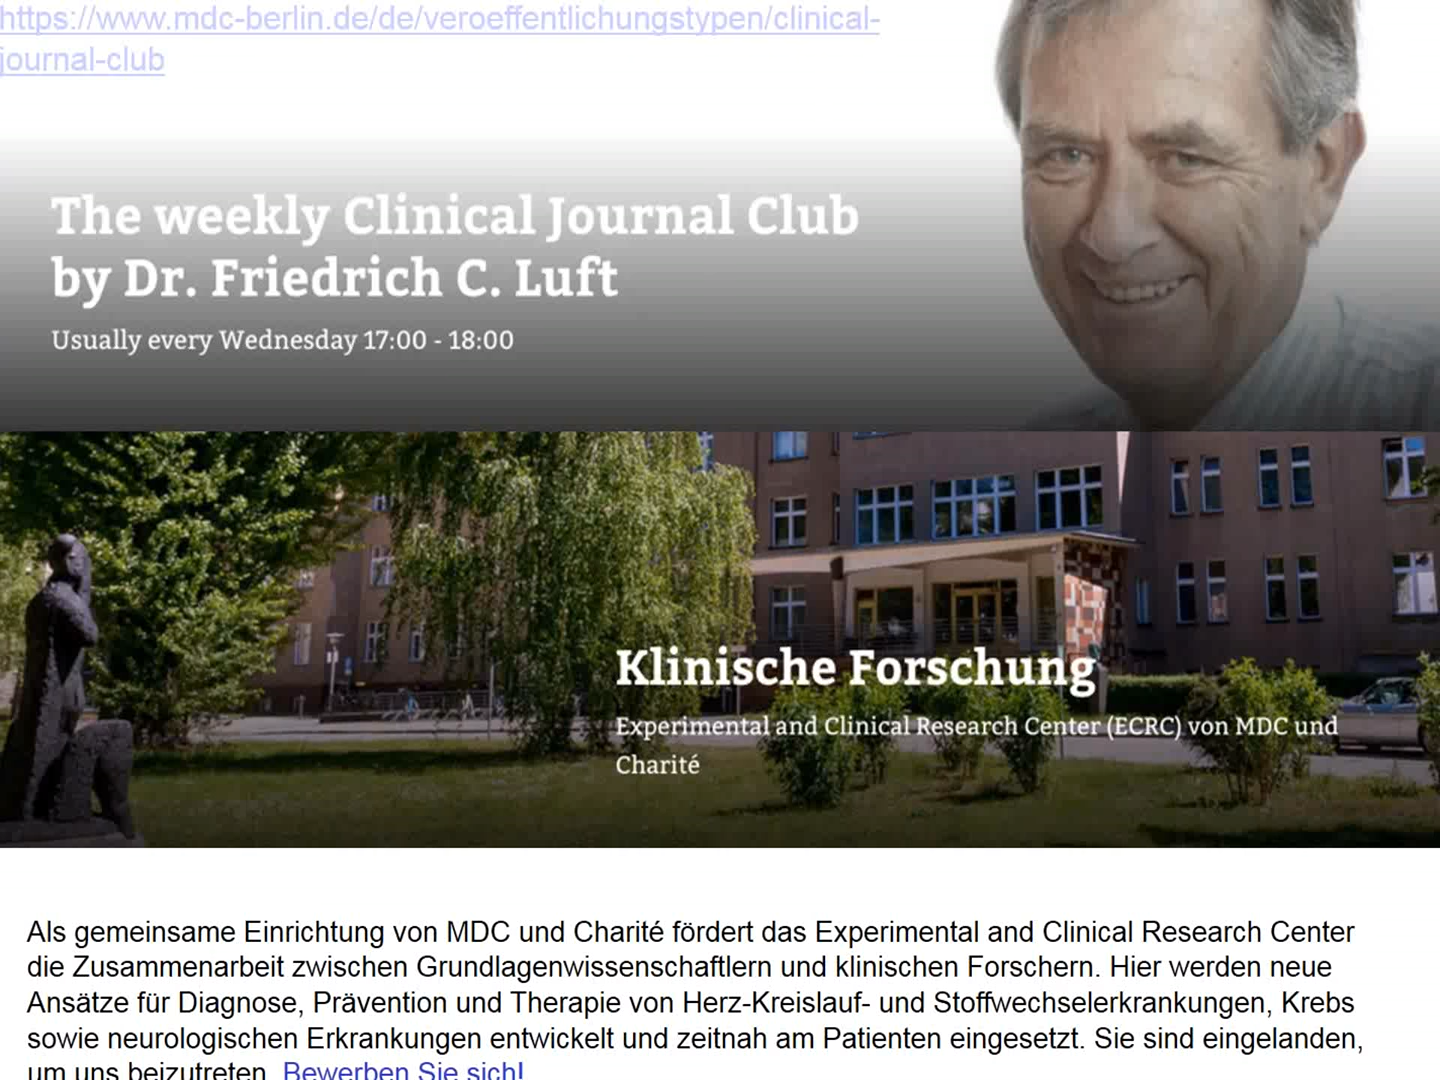 https://www.mdc-berlin.de/de/veroeffentlichungstypen/clinical-
journal-club
The weekly Clinical Journal Club
by Dr. Friedrich C. Luft
Usually every Wednesday 17:00 - 18:00
Klinische Forschung
Experimental and Clinical Research Center (ECRC) von MDC und
Charité
Als gemeinsame Einrichtung von MDC und Charité fördert das Experimental and Clinical Research Center
die Zusammenarbeit zwischen Grundlagenwissenschaftlern und klinischen Forschern. Hier werden neue
Ansätze für Diagnose, Prävention und Therapie von Herz-Kreislauf- und Stoffwechselerkrankungen, Krebs
sowie neurologischen Erkrankungen entwickelt und zeitnah am Patienten eingesetzt. Sie sind eingelanden,
um uns beizutreten. Bewerben Sie sich!